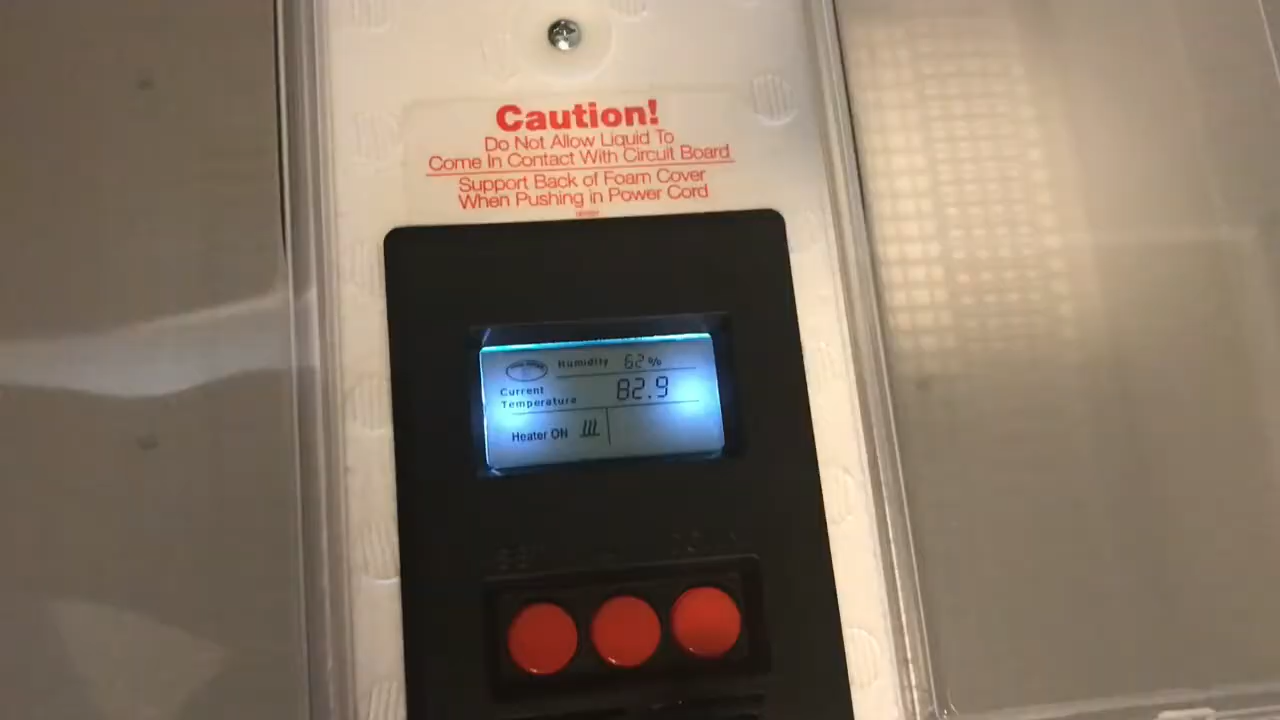 Caution!
Do Not Allow Liquid To
Come In Contact With Circuit Board
Support Back of Foam Cover
When Pushing in Power Cord
Humidity 62%
Current
Temperature 82.9
Heater ON